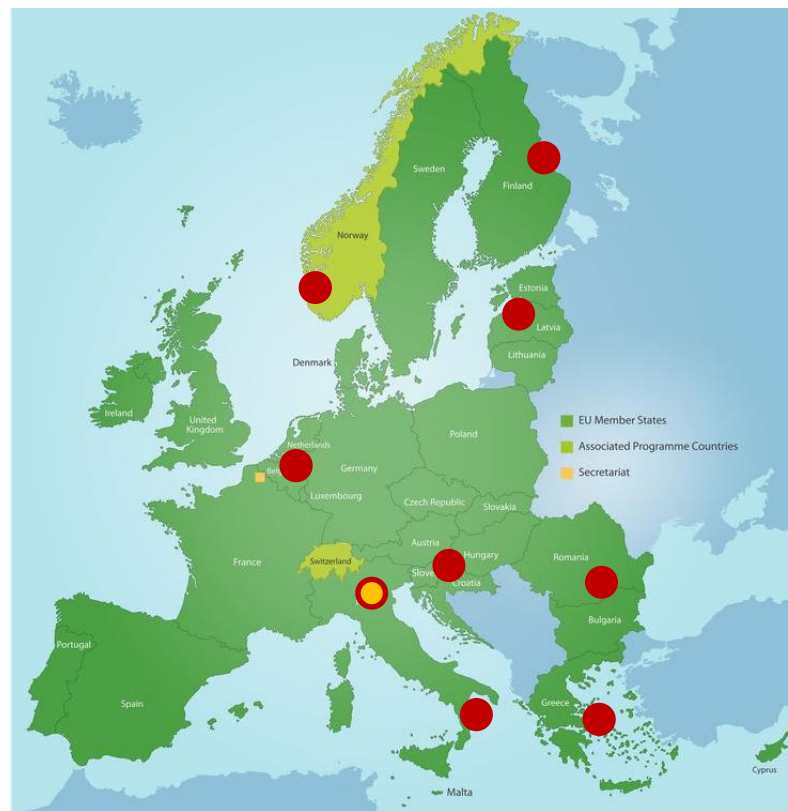 Sweden
Finland
Norway
Estonia
Latvia
Lithuania
Denmark
Ireland
United
Kingdom
EU Member States
Associated Programme Countries
Secretariat
Netherlands
Poland
Germany
Luxembourg
Czech Republic
Slovakia
Austria
Hungary
France
Switzerland
Romania
Croatia
Bulgaria
Portugal
Spain
Greece
Cyprus
Malta